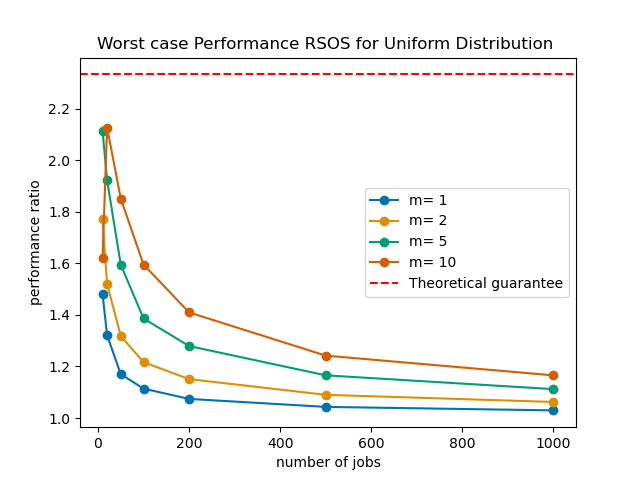 Worst case Performance RSOS for Uniform Distribution
performance ratio
2.2
2.0
1.8
1.6
1.4
1.2
1.0
m= 1
m= 2
m= 5
m= 10
Theoretical guarantee
0 200 400 600 800 1000
number of jobs